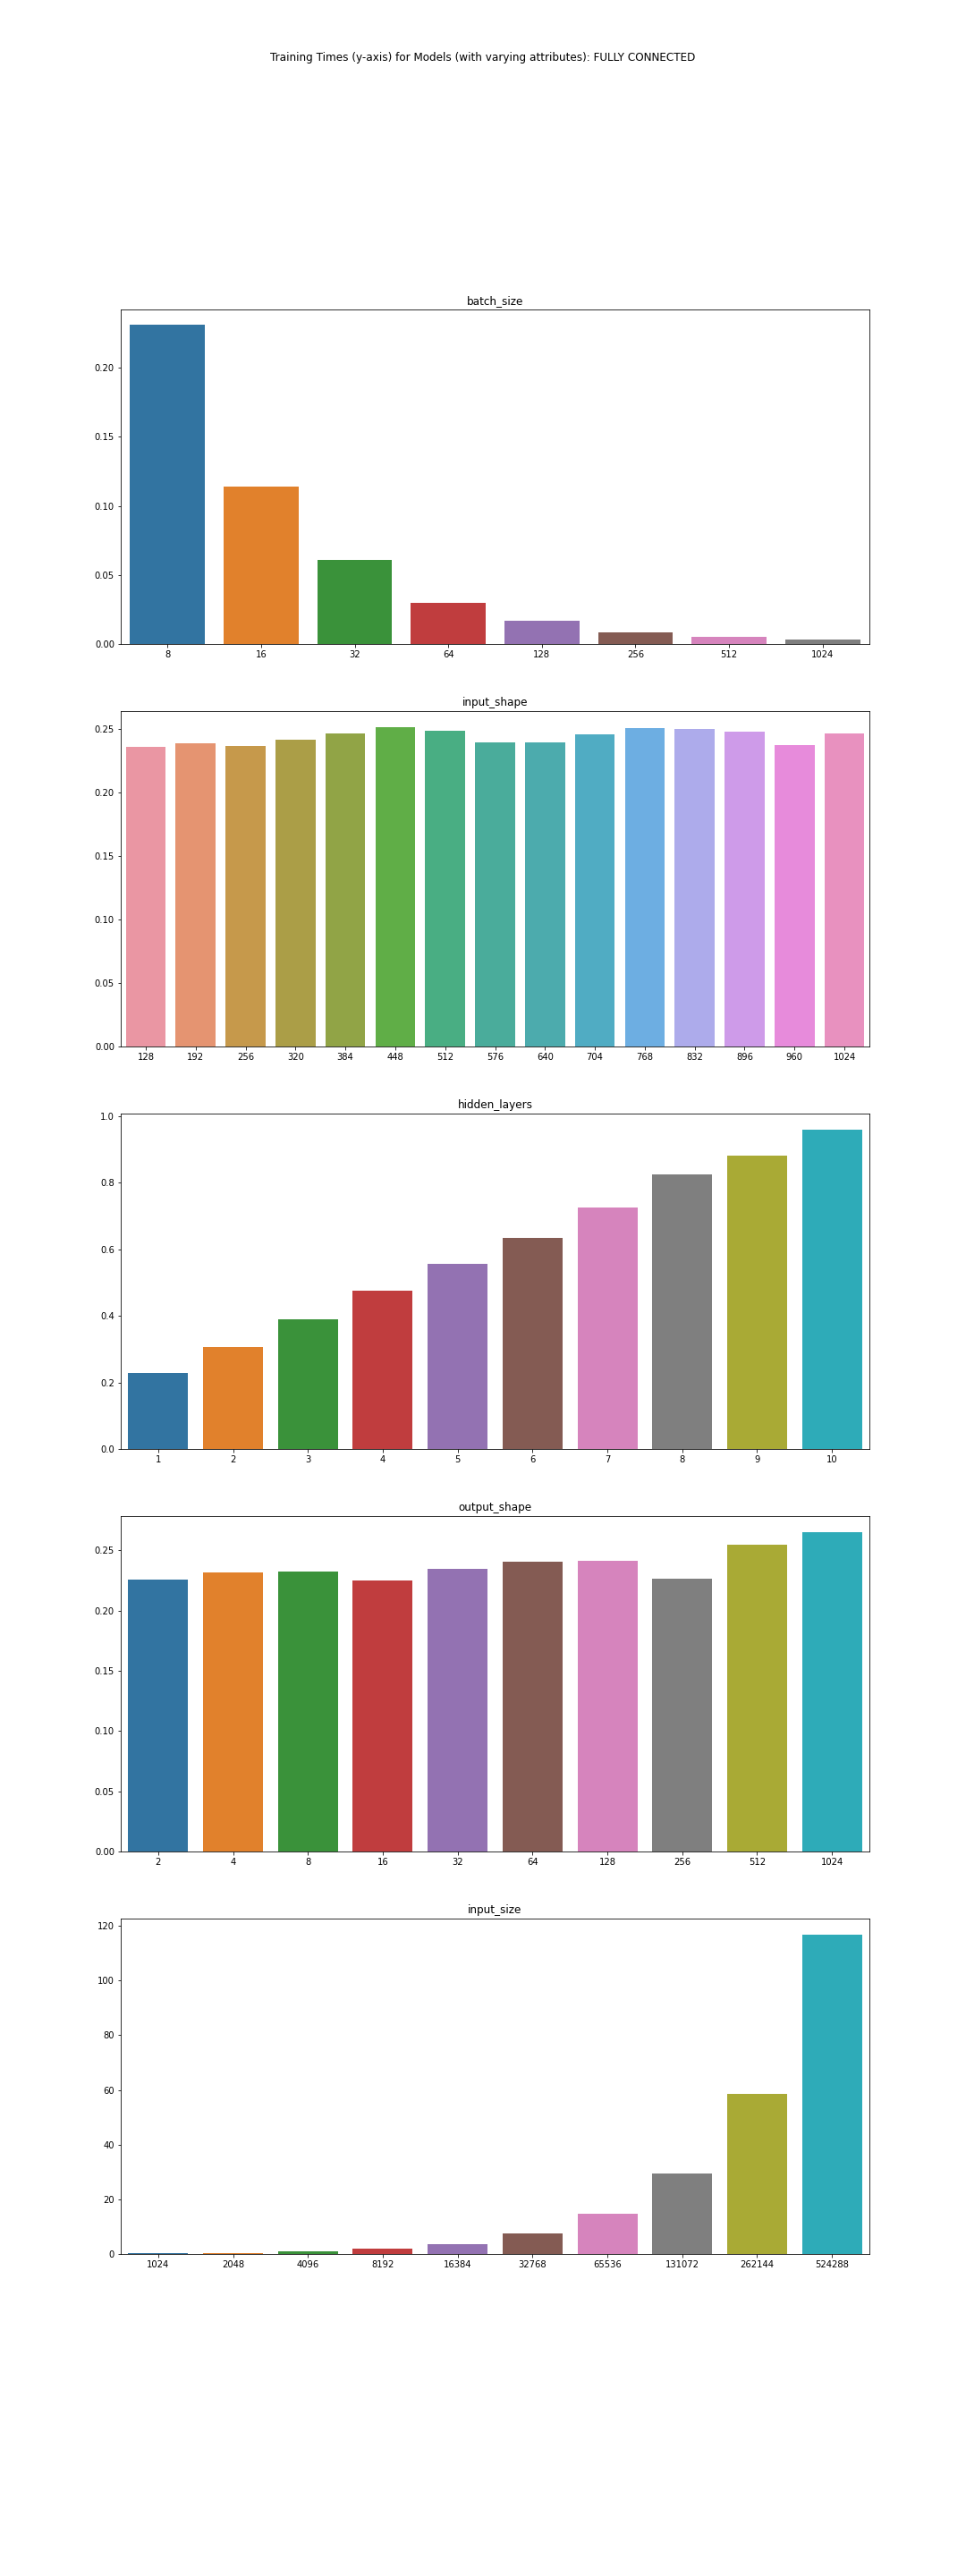 Training Times (y-axis) for Models (with varying attributes): FULLY CONNECTED
batch_size
0.20
0.15
0.10
0.05
0.00
8 16 32 64 128 256 512 1024
input_shape
0.25
0.20
0.15
0.10
0.05
0.00
128 192 256 320 384 448 512 576 640 704 768 832 896 960 1024
hidden_layers
1.0
0.8
0.6
0.4
0.2
0.0
1 2 3 4 5 6 7 8 9 10
output_shape
0.25
0.20
0.15
0.10
0.05
0.00
2 4 8 16 32 64 128 256 512 1024
input_size
120
100
80
60
40
20
0
1024 2048 4096 8192 16384 32768 65536 131072 262144 524288